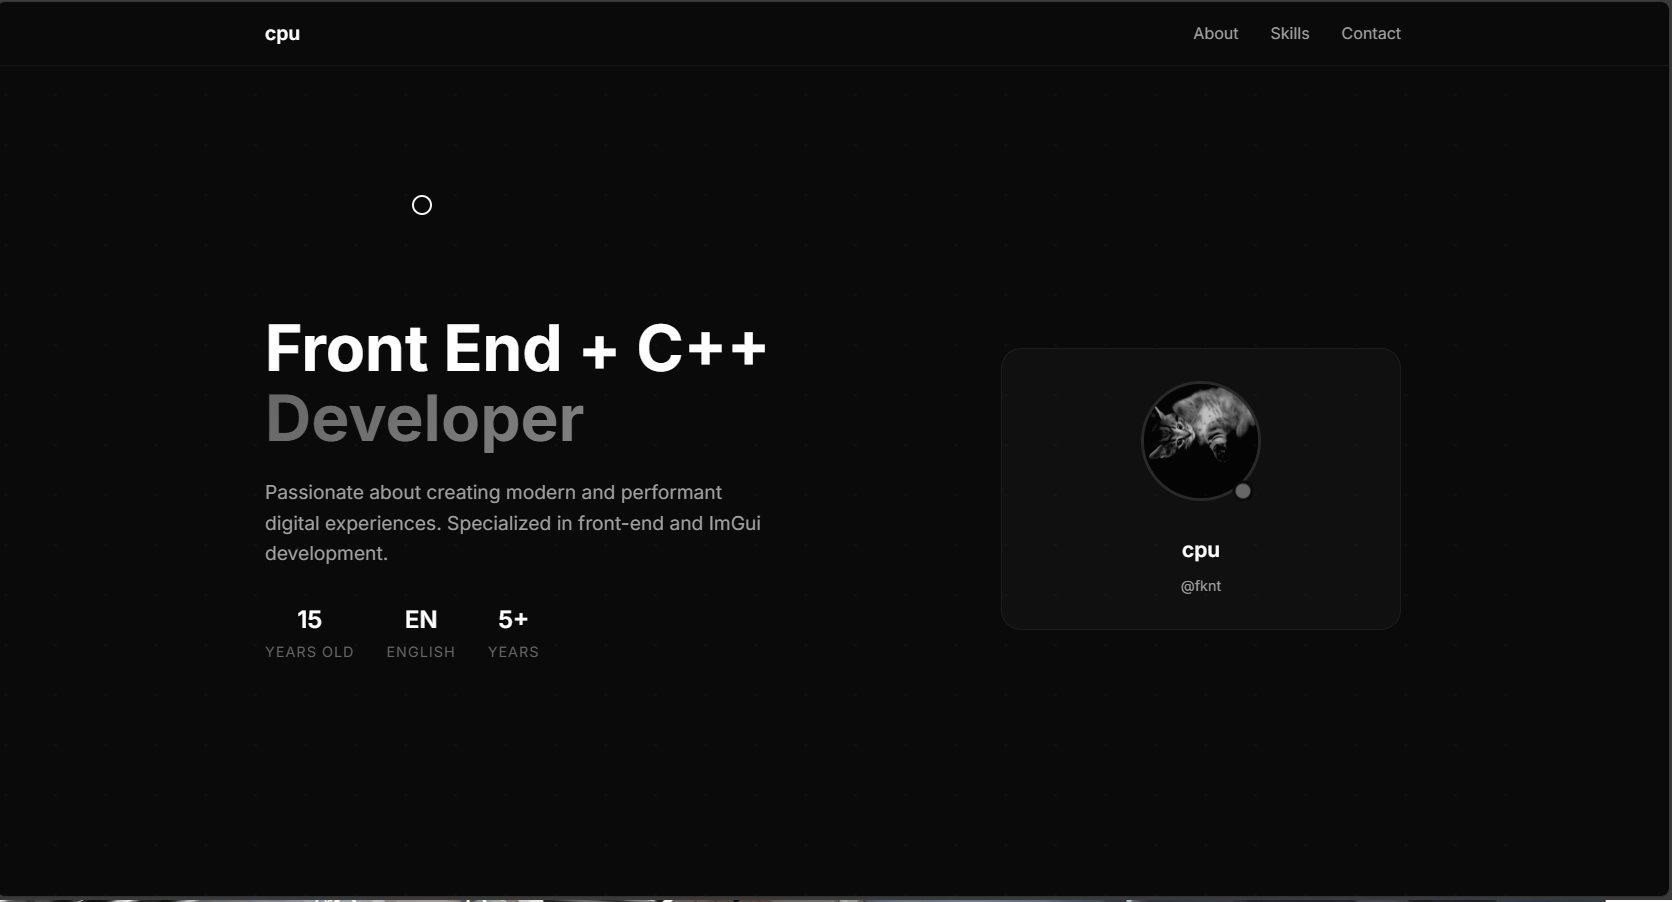 cpu
About Skills Contact
Front End + C++
Developer
Passionate about creating modern and performant
digital experiences. Specialized in front-end and ImGui
development.
15 EN 5+
YEARS OLD ENGLISH YEARS
cpu
@fknt